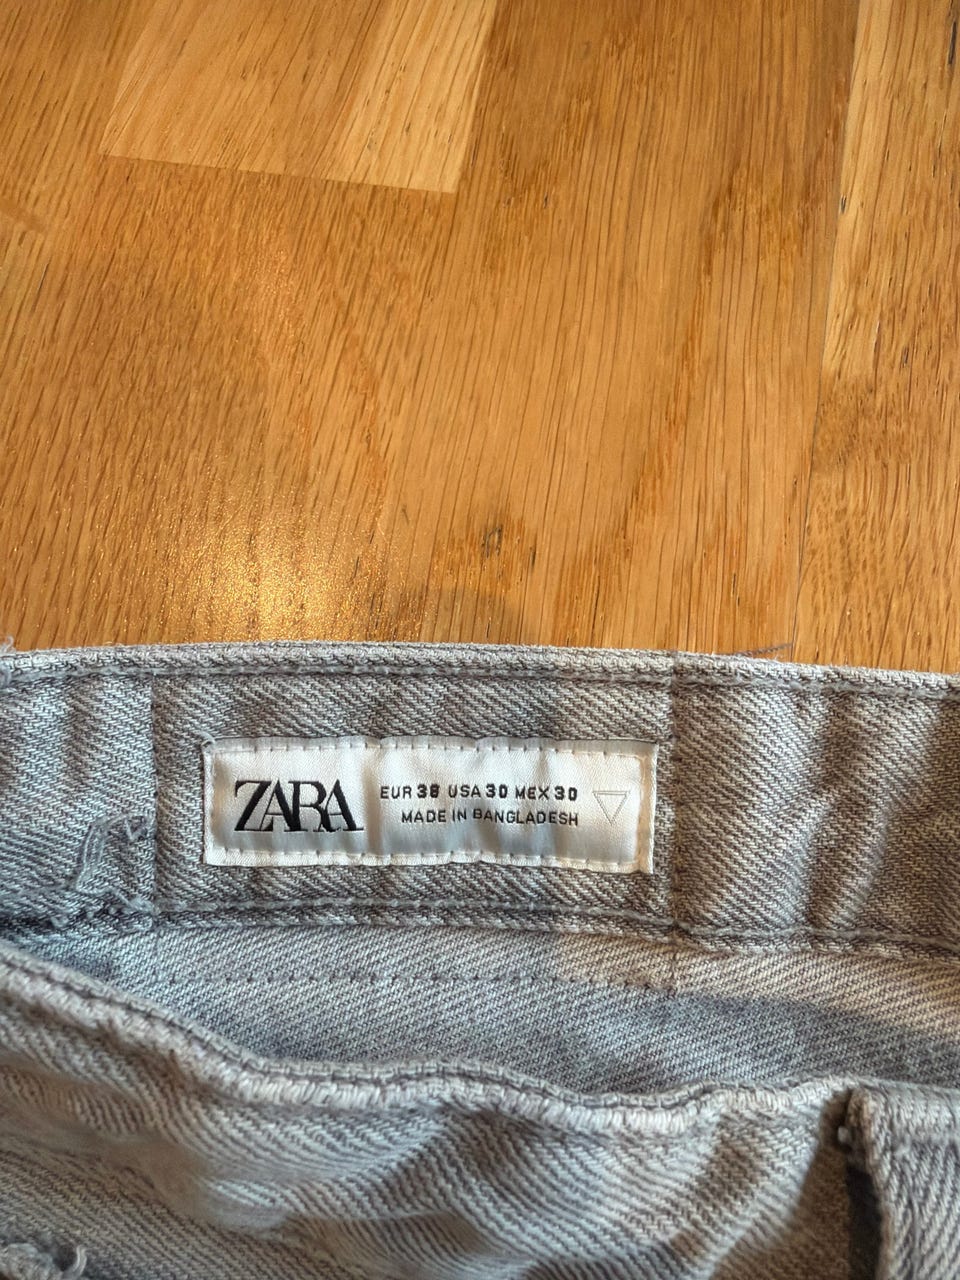 ZARA
EUR 38 USA 30 MEX 30
MADE IN BANGLADESH